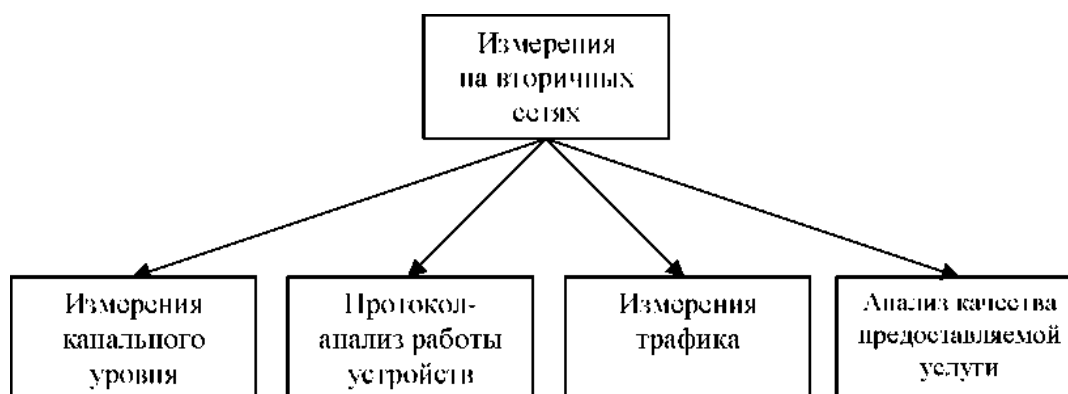 Измерения
на вторичных
сетях
Измерения
канального
уровня
Протокол-
анализ работы
устройств
Измерения
трафика
Анализ качества
предоставляемой
услуги